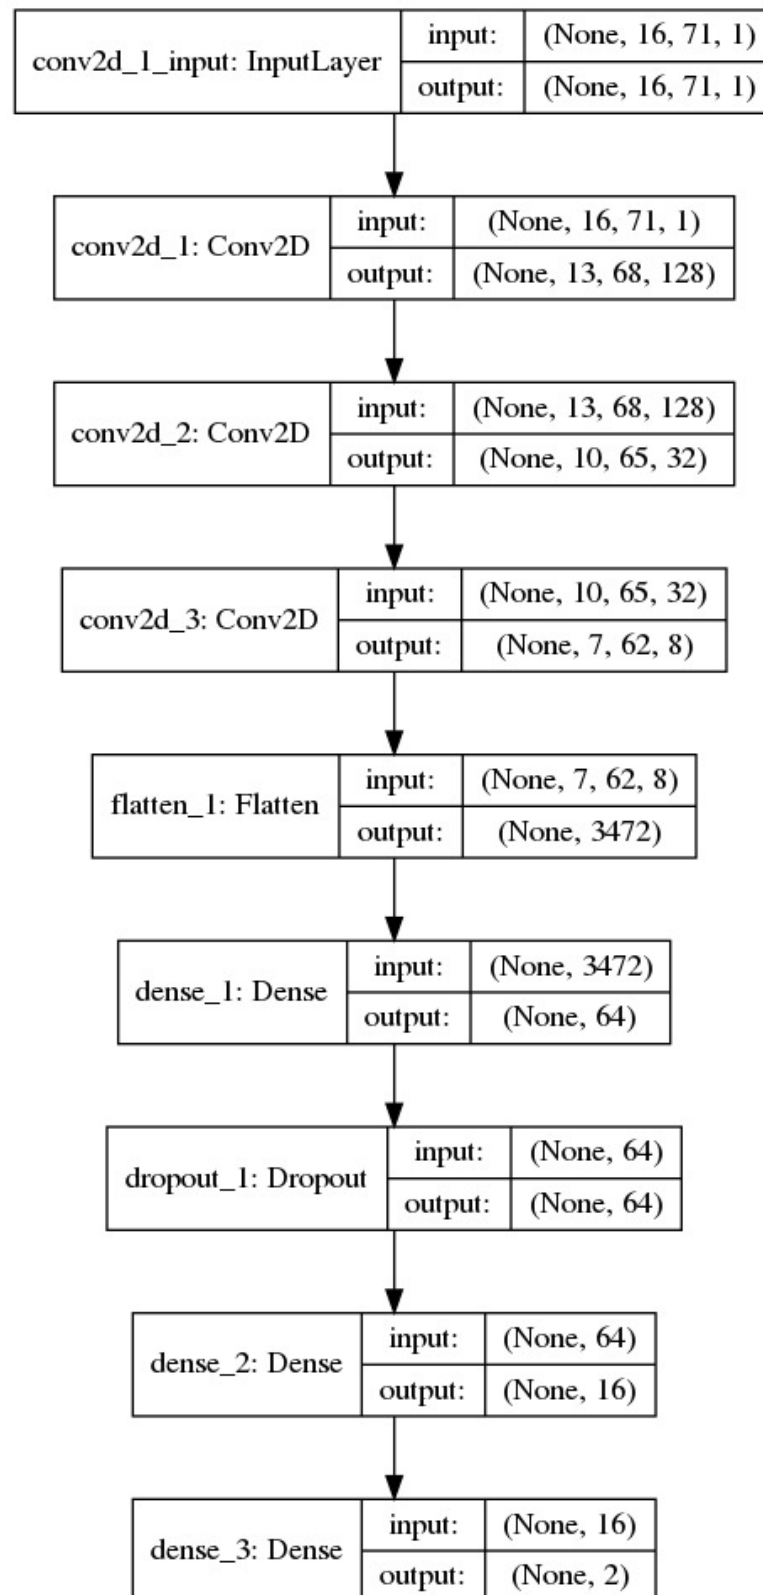 conv2d_1_input: InputLayer
input: (None, 16, 71, 1)
output: (None, 16, 71, 1)
conv2d_1: Conv2D
input: (None, 16, 71, 1)
output: (None, 13, 68, 128)
conv2d_2: Conv2D
input: (None, 13, 68, 128)
output: (None, 10, 65, 32)
conv2d_3: Conv2D
input: (None, 10, 65, 32)
output: (None, 7, 62, 8)
flatten_1: Flatten
input: (None, 7, 62, 8)
output: (None, 3472)
dense_1: Dense
input: (None, 3472)
output: (None, 64)
dropout_1: Dropout
input: (None, 64)
output: (None, 64)
dense_2: Dense
input: (None, 64)
output: (None, 16)
dense_3: Dense
input: (None, 16)
output: (None, 2)